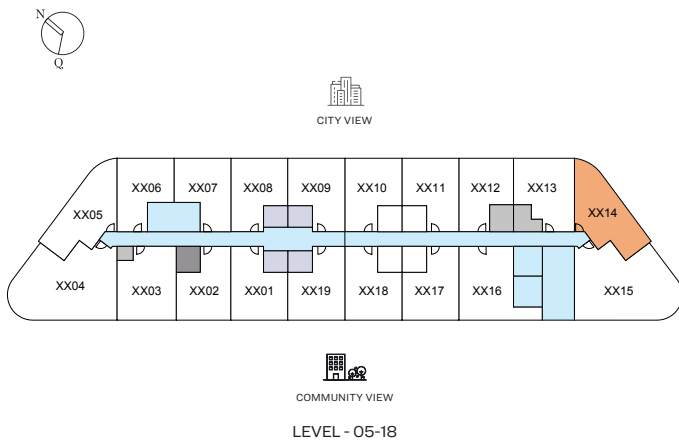 N
Q
CITY VIEW
XX06 XX07 XX08 XX09 XX10 XX11 XX12 XX13
XX05 XX14
XX04 XX03 XX02 XX01 XX19 XX18 XX17 XX16 XX15
COMMUNITY VIEW
LEVEL - 05-18